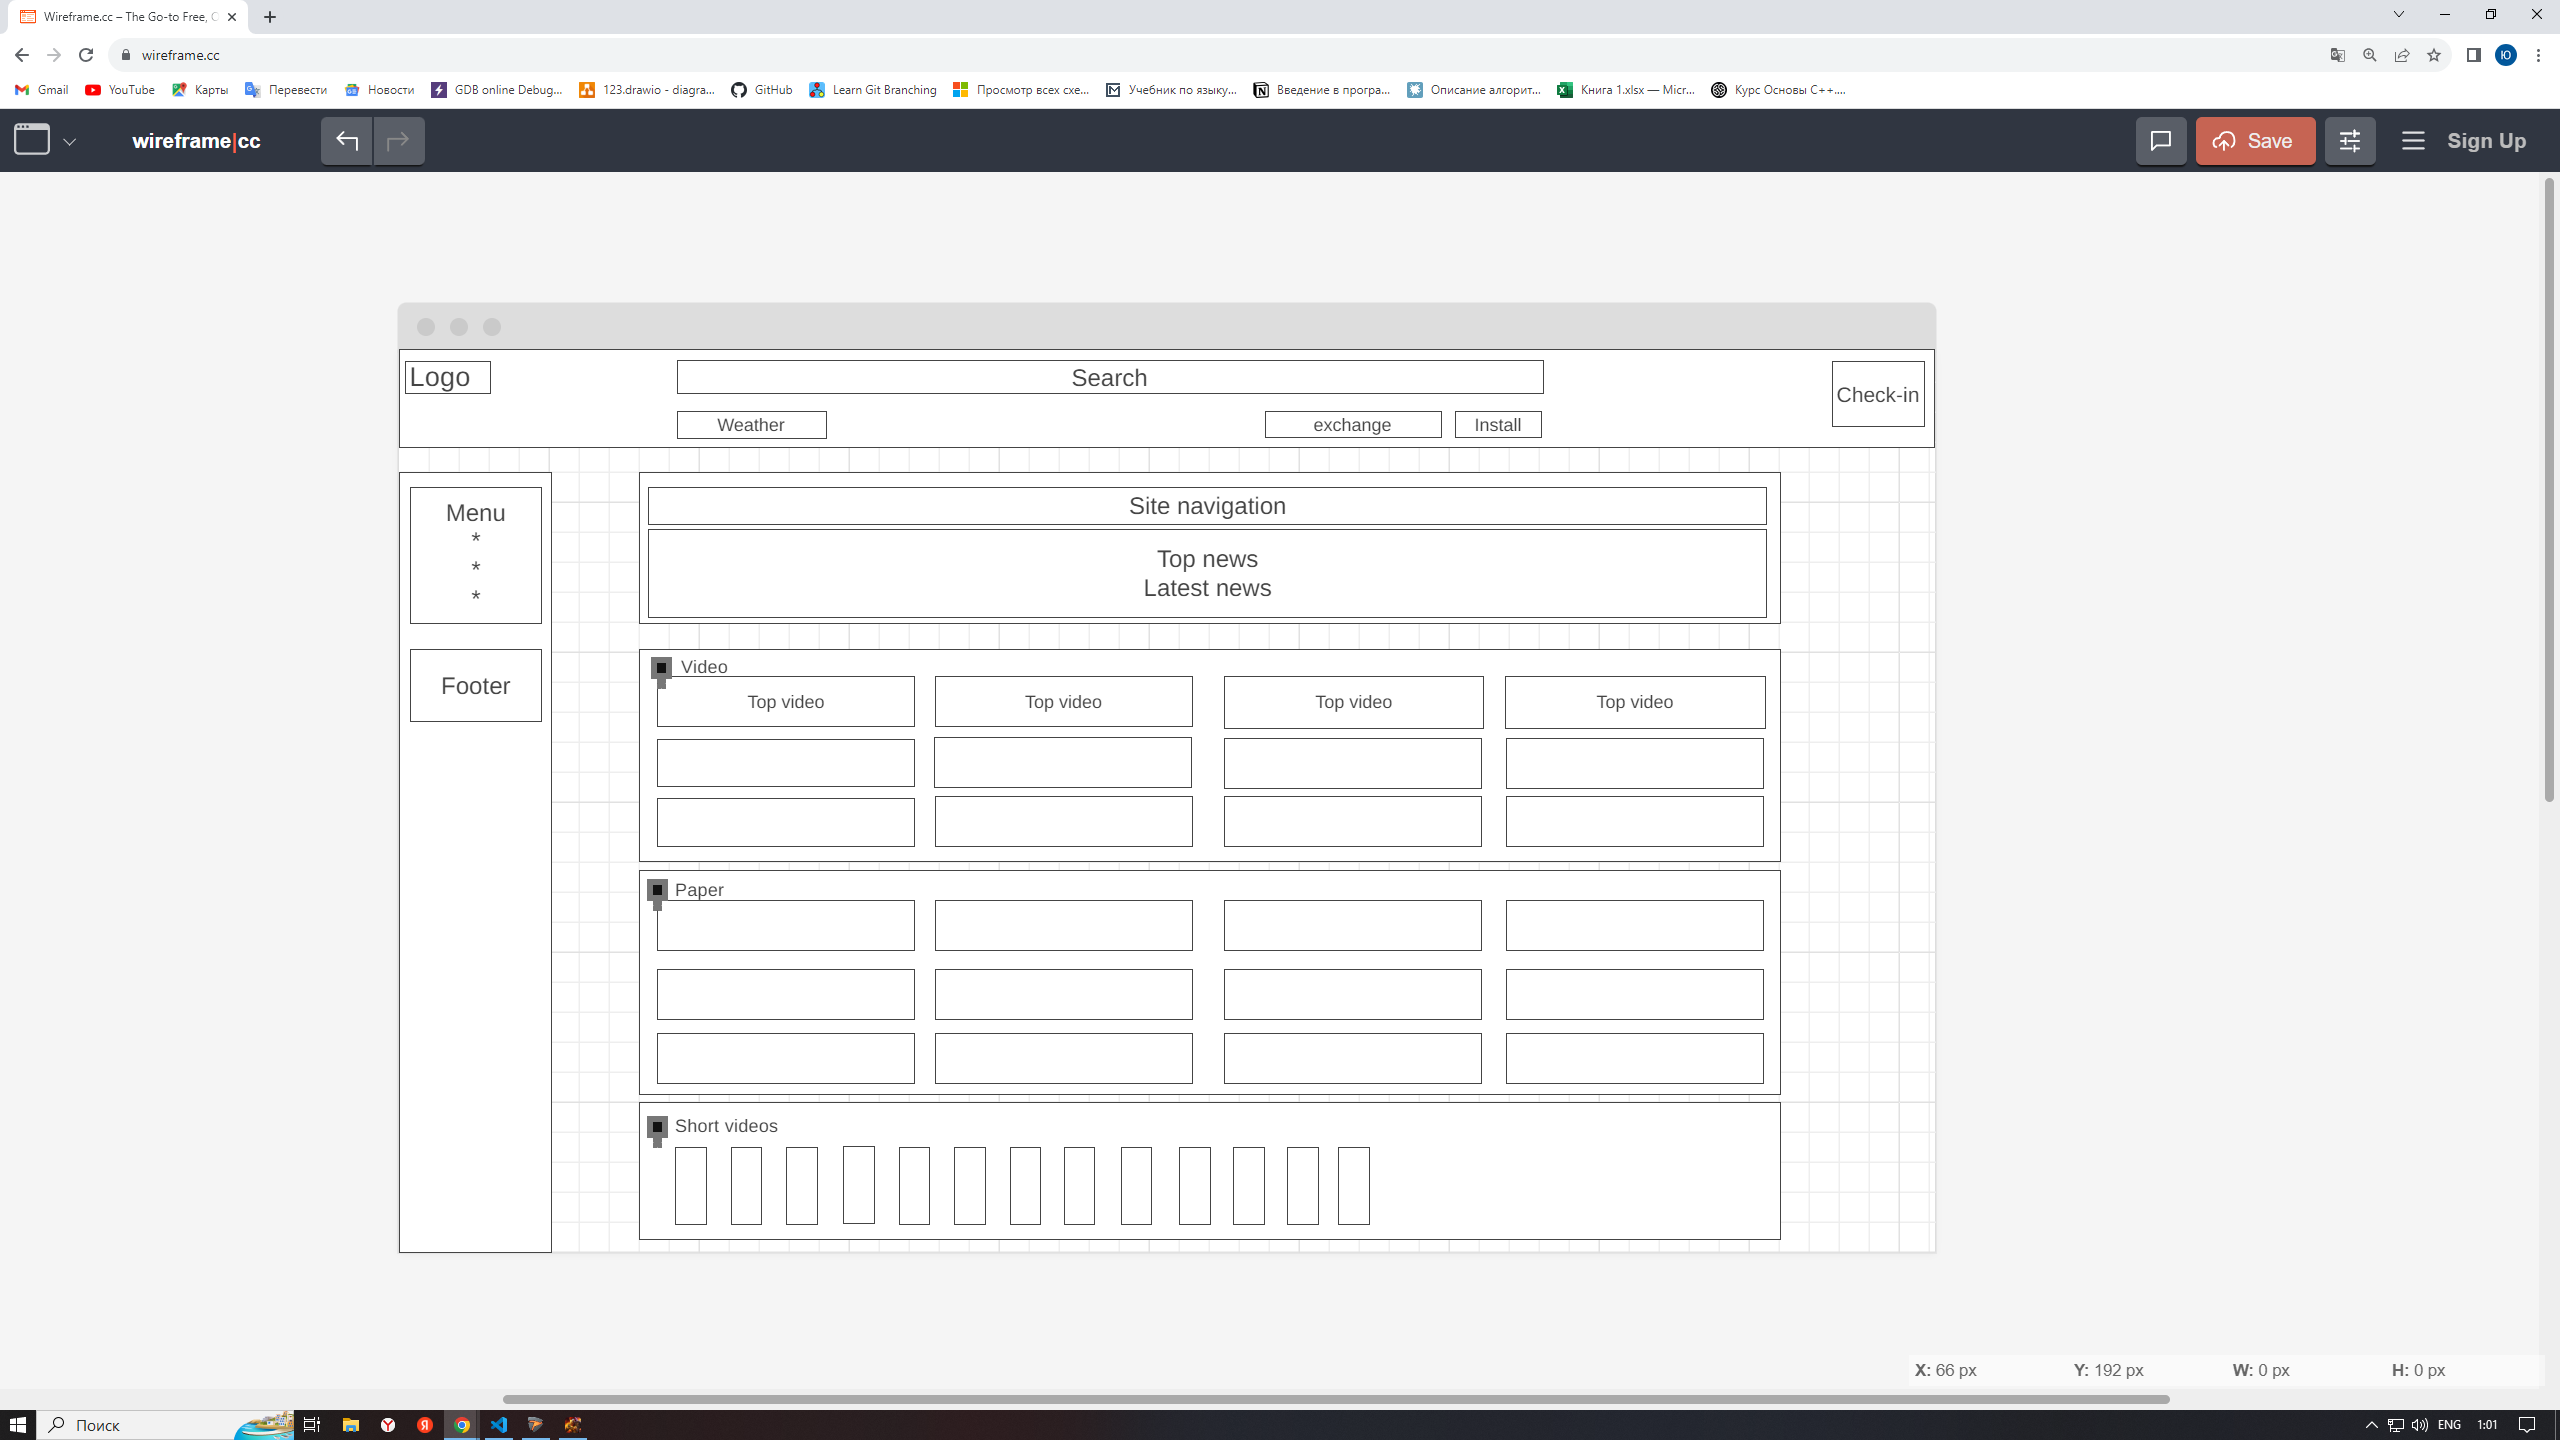 Wireframe.cc – The Go-to Free, O
wireframe.cc
Ю
Gmail YouTube Карты Перевести Новости GDB online Debug... 123.drawio - diagra... GitHub Learn Git Branching Просмотр всех схе... Учебник по языку... Введение в програ... Описание алгорит... Книга 1.xlsx — Micr... Курс Основы C++....
wireframe|cc Save Sign Up
Logo Search Check-in
Weather exchange Install
Menu
*
*
*
Footer
Site navigation
Top news
Latest news
Video
Top video Top video Top video Top video
Paper
Short videos
X: 66 px Y: 192 px W: 0 px H: 0 px
Поиск ENG 1:01